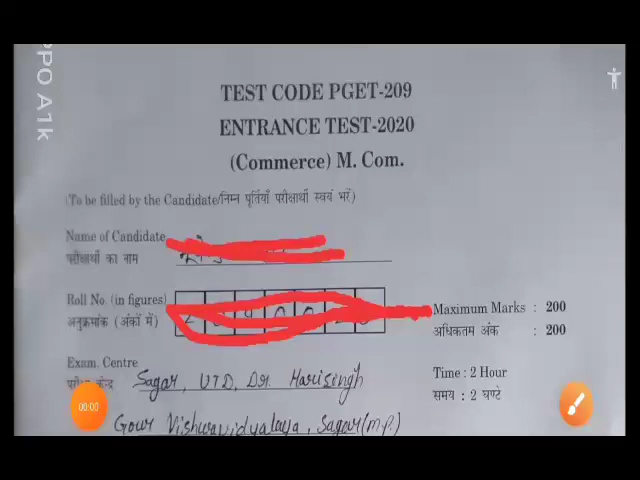 OPPO A1k
TEST CODE PGET-209
ENTRANCE TEST-2020
(Commerce) M. Com.
(To be filled by the Candidate/निम्न पूर्तियाँ परीक्षार्थी स्वयं भरें)
Name of Candidate
परीक्षार्थी का नाम
Roll No. (in figures)
अनुक्रमांक (अंकों में)
Maximum Marks : 200
अधिकतम अंक : 200
Exam. Centre
परीक्षा केन्द्र Sagar, UTD, Dr. Harisingh
Gour Vishwavidyalaya, Sagar (m.p.)
Time : 2 Hour
समय : 2 घण्टे
00:00